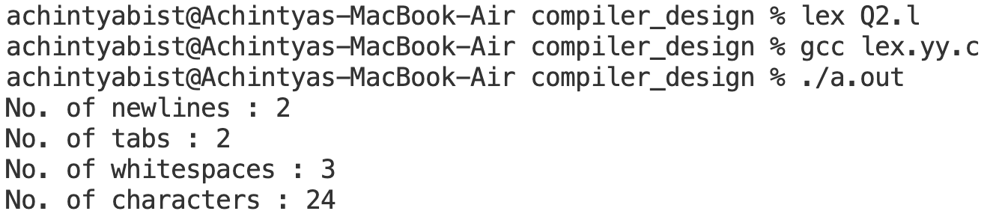 achintyabist@Achintyas-MacBook-Air compiler_design % lex Q2.l
achintyabist@Achintyas-MacBook-Air compiler_design % gcc lex.yy.c
achintyabist@Achintyas-MacBook-Air compiler_design % ./a.out
No. of newlines : 2
No. of tabs : 2
No. of whitespaces : 3
No. of characters : 24